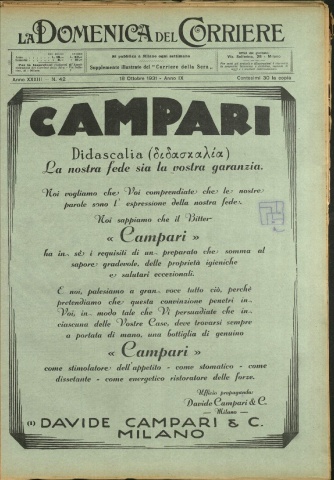 LA DOMENICA DEL CORRIERE
Si pubblica a Milano ogni settimana
Supplemento illustrato del "Corriere della Sera"
Anno XXXIII - N. 42
18 Ottobre 1931 - Anno IX
Centesimi 30 la copia
CAMPARI
Didascalia (διδασκαλία)
La nostra fede sia la vostra garanzia.
Noi vogliamo che Voi comprendiate che le nostre
parole sono l'espressione della nostra fede.
Noi sappiamo che il Bitter
« Campari »
ha in sè i requisiti di un preparato che somma al
sapore gradevole, delle proprietà igieniche
e salutari eccezionali.
E noi, palesiamo a gran voce tutto ciò, perchè
pretendiamo che questa convinzione penetri in
Voi, in modo tale che Vi persuadiate che in
ciascuna delle Vostre Case, deve trovarsi sempre
a portata di mano, una bottiglia di genuino
« Campari »
come stimolatore dell'appetito - come stomatico - come
dissetante - come energetico ristoratore delle forze.
Ufficio propaganda
Davide Campari & C.
- Milano -
(1) DAVIDE CAMPARI & C.
MILANO